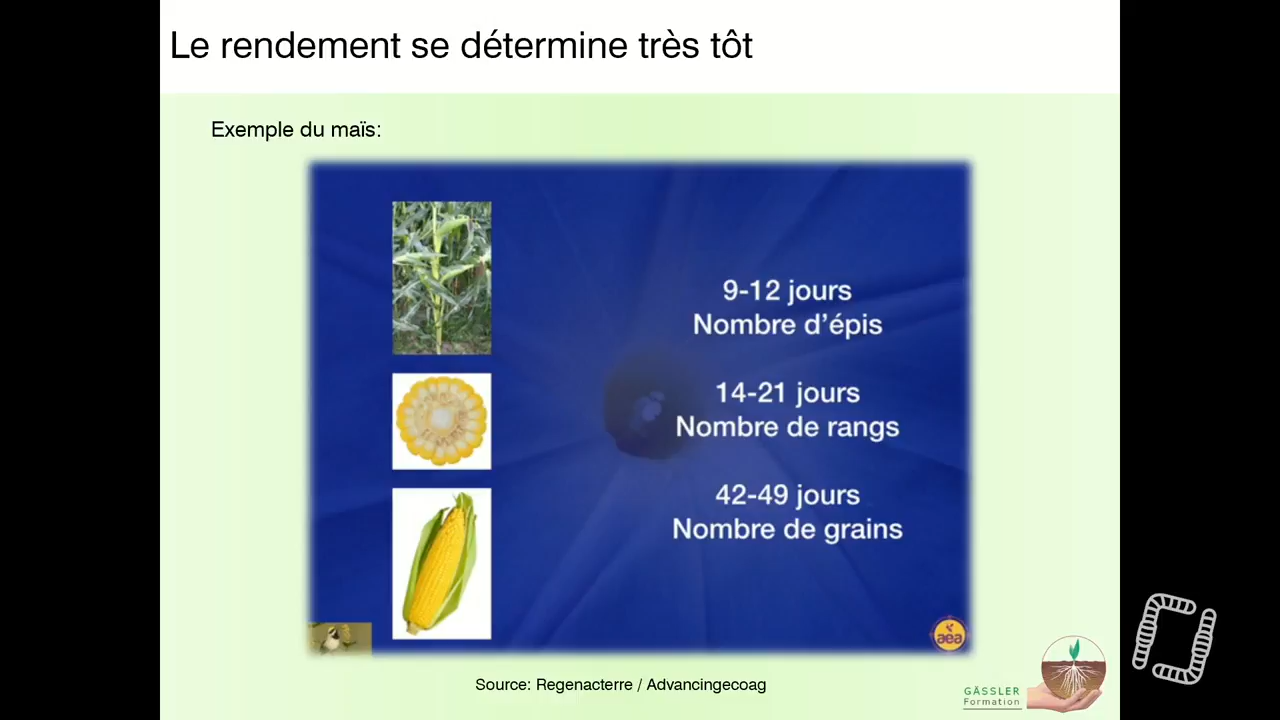 Le rendement se détermine très tôt
Exemple du maïs:
9-12 jours
Nombre d'épis
14-21 jours
Nombre de rangs
42-49 jours
Nombre de grains
aea
Source: Regenacterre / Advancingecoag
GÄSSLER
Formation